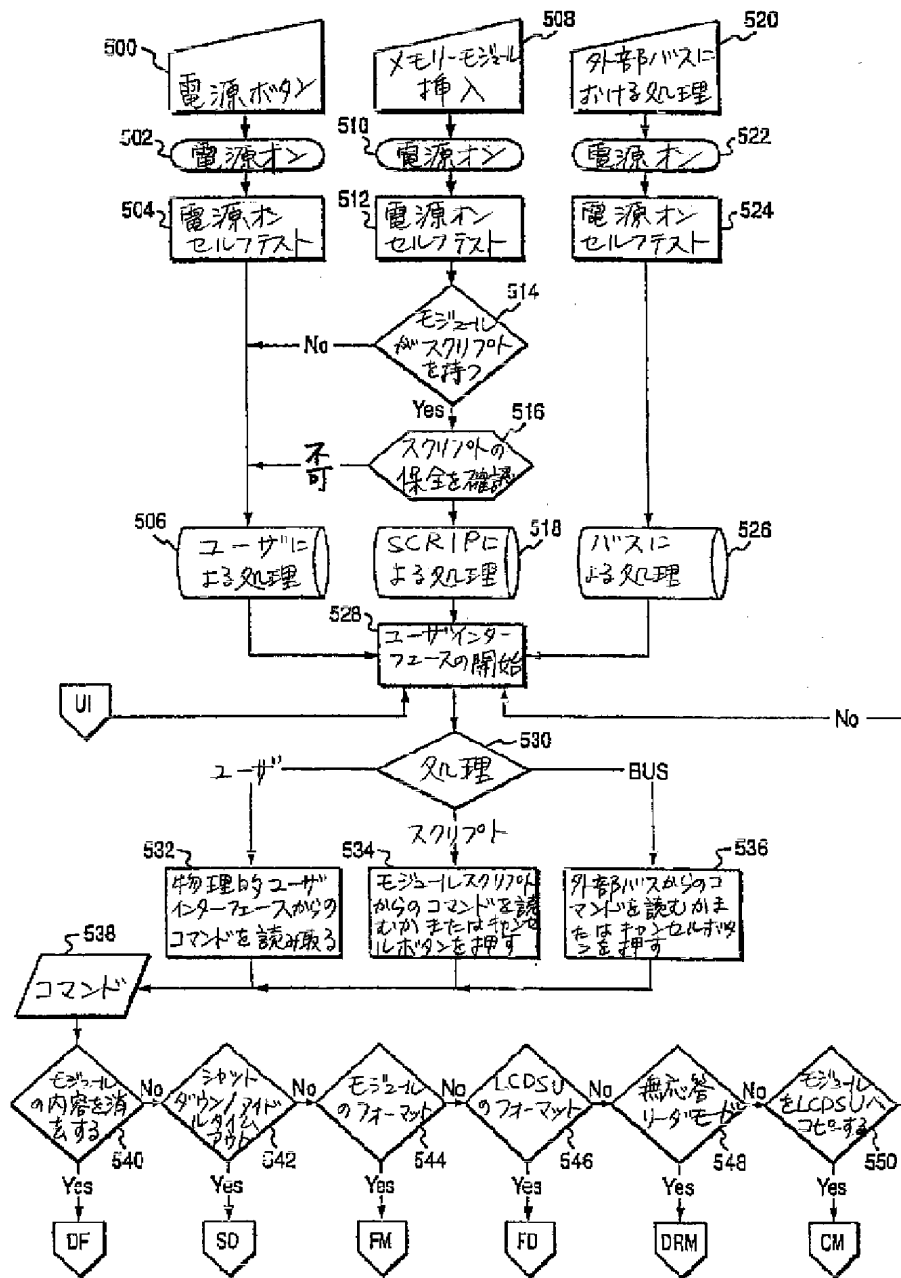 500
電源ボタン
508
メモリーモジュール
挿入
520
外部バスに
おける処理
502
電源オン
510
電源オン
522
電源オン
504
電源オン
セルフテスト
512
電源オン
セルフテスト
524
電源オン
セルフテスト
514
モジュール
がスクリプト
を持つ
No
Yes
516
スクリプトの
保全を確認
不可
506
ユーザに
よる処理
518
SCRIPに
よる処理
526
バスに
よる処理
528
ユーザインター
フェースの開始
UI
No
530
処理
ユーザ
BUS
スクリプト
532
物理的ユーザ
インターフェースからの
コマンドを読み取る
534
モジュールスクリプト
からのコマンドを読
むかまたはキャンセ
ルボタンを押す
536
外部バスからのコ
マンドを読むかま
たはキャンセルボタ
ンを押す
538
コマンド
モジュール
の内容を消
去する
540
No
シャット
ダウン/アイド
ルタイム
アウト
542
No
モジュール
のフォーマット
544
No
LCDSU
のフォーマット
546
No
無応答
リーダモード
548
No
モジュール
をLCDSUへ
コピーする
550
Yes
Yes
Yes
Yes
Yes
Yes
DF
SD
FM
FD
DRM
CM